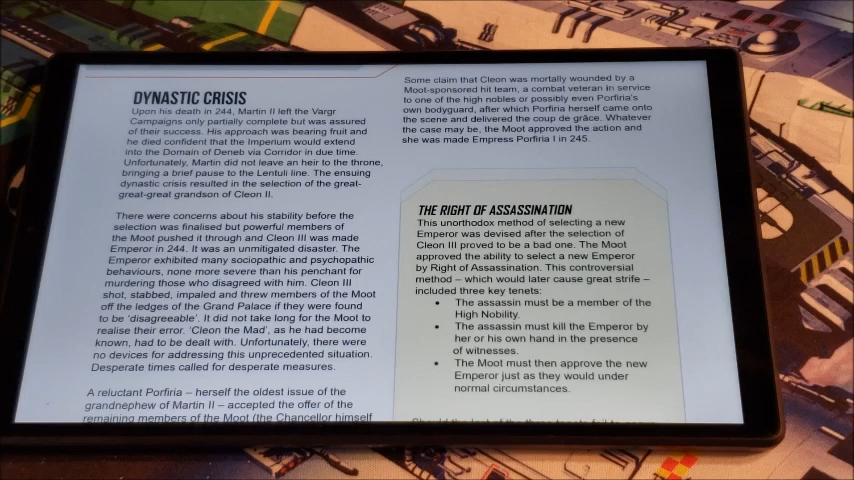 DYNASTIC CRISIS
Upon his death in 244, Martin II left the Vargr
Campaigns only partially complete but was assured
of their success. His approach was bearing fruit and
he died confident that the Imperium would extend
into the Domain of Deneb via Corridor in due time.
Unfortunately, Martin did not leave an heir to the throne,
bringing a brief pause to the Lentuli line. The ensuing
dynastic crisis resulted in the selection of the great-
great-great grandson of Cleon II.
There were concerns about his stability before the
selection was finalised but powerful members of
the Moot pushed it through and Cleon III was made
Emperor in 244. It was an unmitigated disaster. The
Emperor exhibited many sociopathic and psychopathic
behaviours, none more severe than his penchant for
murdering those who disagreed with him. Cleon III
shot, stabbed, impaled and threw members of the Moot
off the ledges of the Grand Palace if they were found
to be ‘disagreeable’. It did not take long for the Moot to
realise their error. ‘Cleon the Mad’, as he had become
known, had to be dealt with. Unfortunately, there were
no devices for addressing this unprecedented situation.
Desperate times called for desperate measures.
A reluctant Porfiria – herself the oldest issue of the
grandnephew of Martin II – accepted the offer of the
remaining members of the Moot (the Chancellor himself
Some claim that Cleon was mortally wounded by a
Moot-sponsored hit team, a combat veteran in service
to one of the high nobles or possibly even Porfiria’s
own bodyguard, after which Porfiria herself came onto
the scene and delivered the coup de grâce. Whatever
the case may be, the Moot approved the action and
she was made Empress Porfiria I in 245.
THE RIGHT OF ASSASSINATION
This unorthodox method of selecting a new
Emperor was devised after the selection of
Cleon III proved to be a bad one. The Moot
approved the ability to select a new Emperor
by Right of Assassination. This controversial
method – which would later cause great strife –
included three key tenets:
• The assassin must be a member of the
High Nobility.
• The assassin must kill the Emperor by
her or his own hand in the presence
of witnesses.
• The Moot must then approve the new
Emperor just as they would under
normal circumstances.